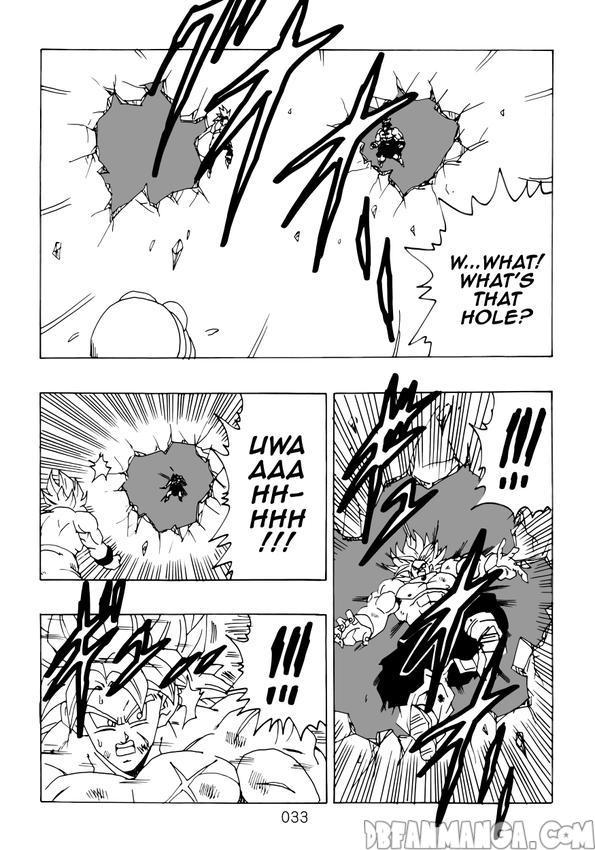 W...WHAT!
WHAT'S
THAT
HOLE?
!!!
UWA
AAA
HH-
HHH
!!!
!!!
033
DBFANMANGA.COM